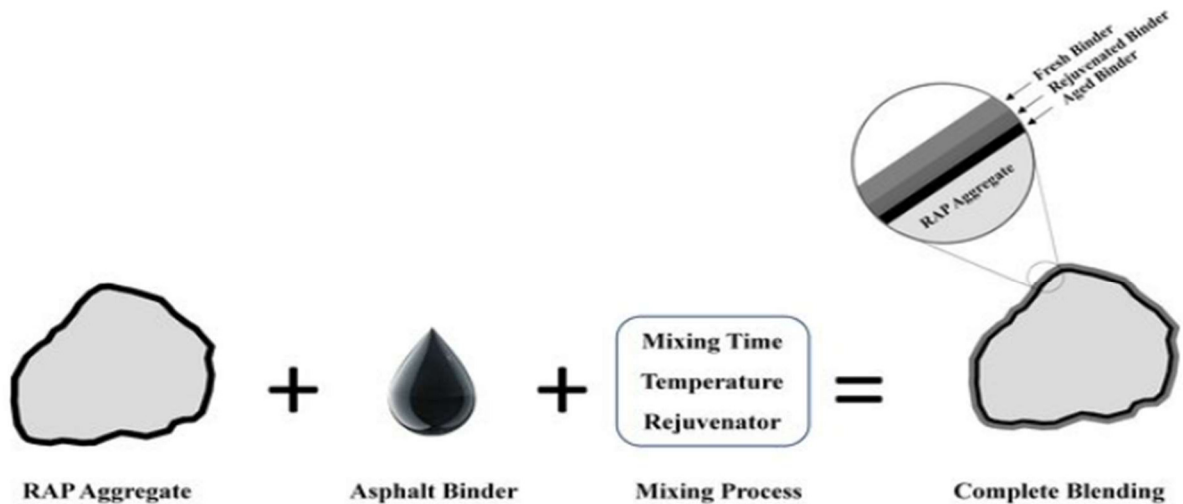 Fresh Binder
Rejuvenated Binder
Aged Binder
RAP Aggregate
Mixing Time
Temperature
Rejuvenator
RAP Aggregate
Asphalt Binder
Mixing Process
Complete Blending